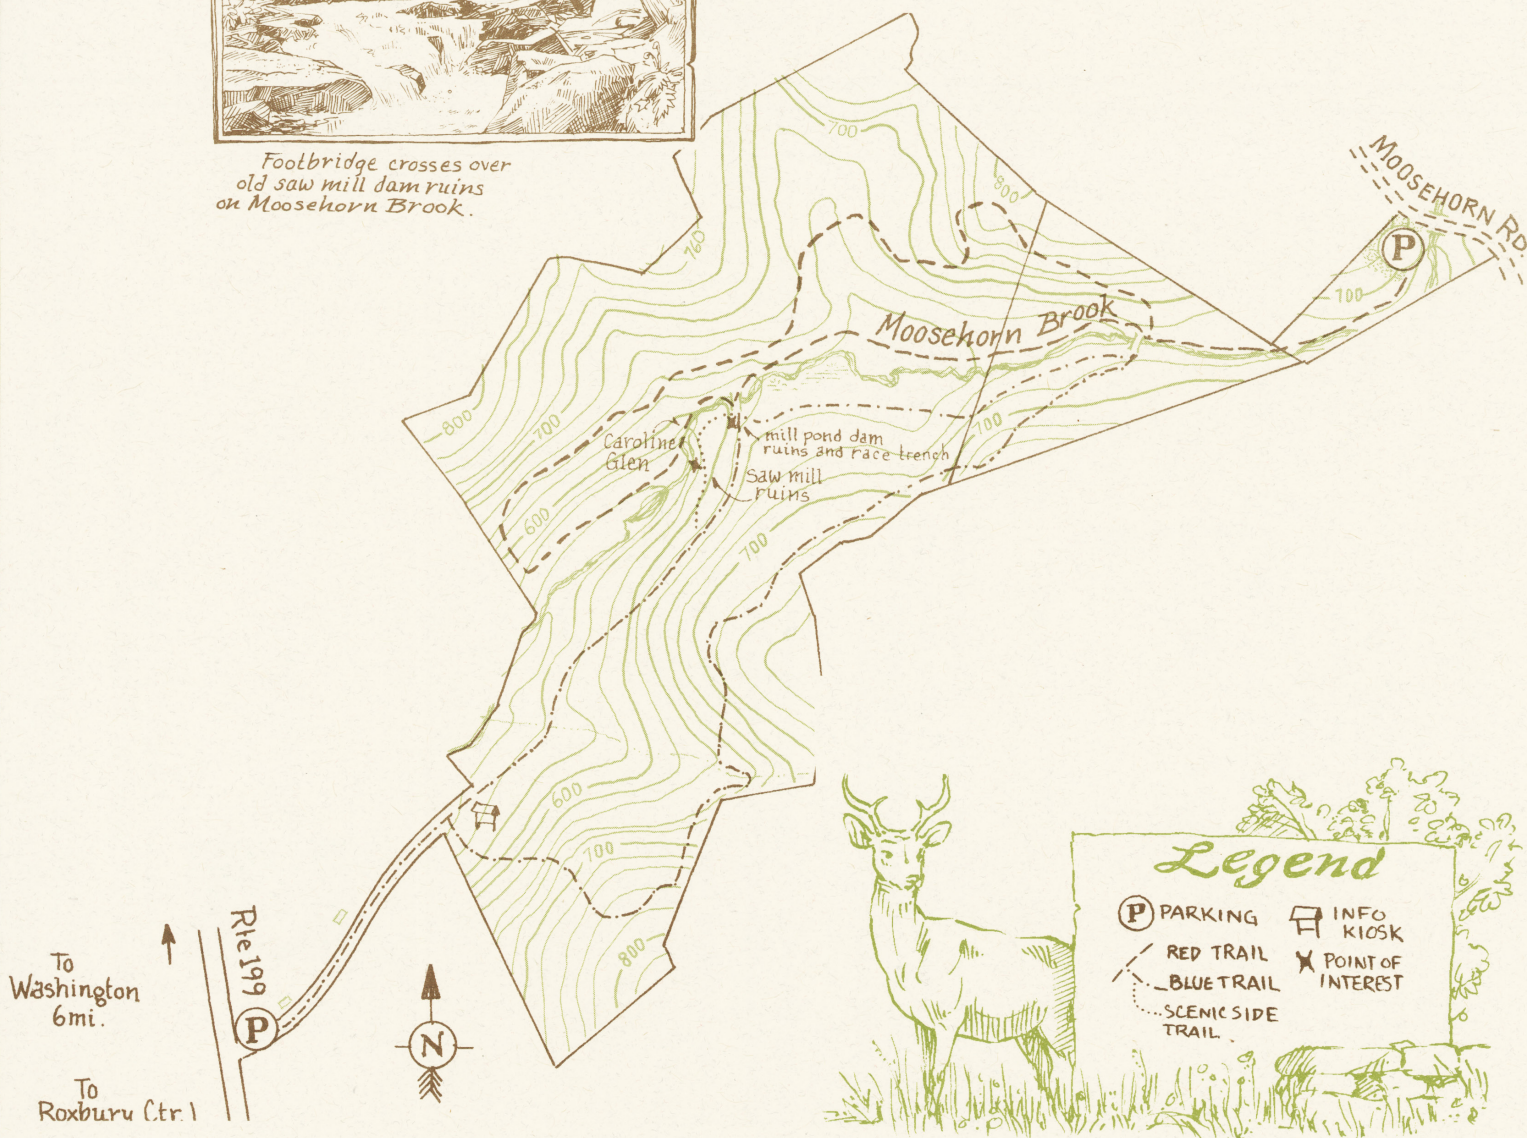 Footbridge crosses over
old saw mill dam ruins
on Moosehorn Brook.
700
800
MOOSEHORN RD.
P
760
700
Moosehorn Brook
800
700
700
Caroline
Glen
mill pond dam
ruins and race trench
Saw mill
ruins
600
700
600
700
800
Legend
P PARKING
INFO
KIOSK
RED TRAIL
BLUE TRAIL
SCENIC SIDE
TRAIL.
POINT OF
INTEREST
Rte 199
To
Washington
6mi.
P
N
To
Roxbury Ctr.